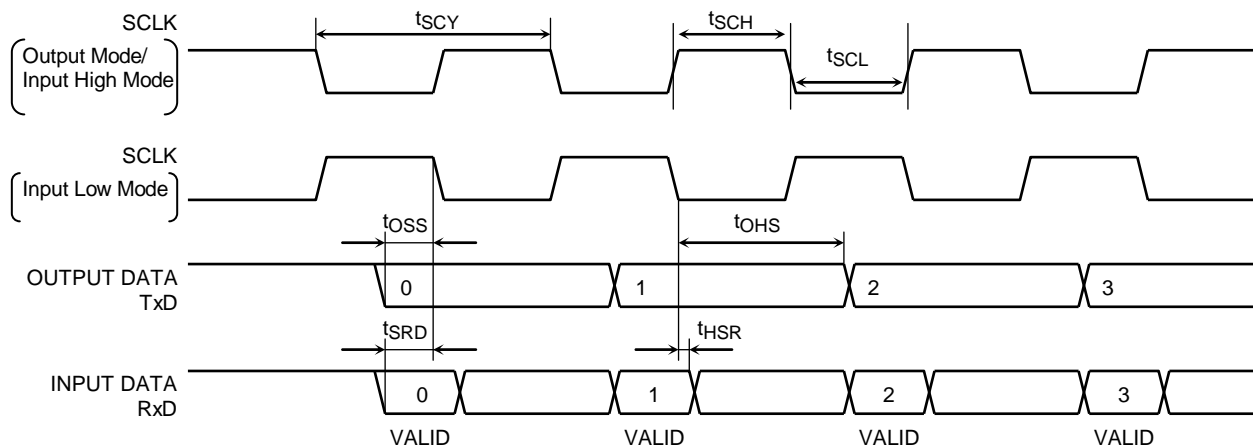 SCLK
Output Mode/
Input High Mode
tSCY
tSCH
tSCL
SCLK
Input Low Mode
tOSS
tOHS
OUTPUT DATA
TxD
0
1
2
3
tSRD
tHSR
INPUT DATA
RxD
0
1
2
3
VALID
VALID
VALID
VALID